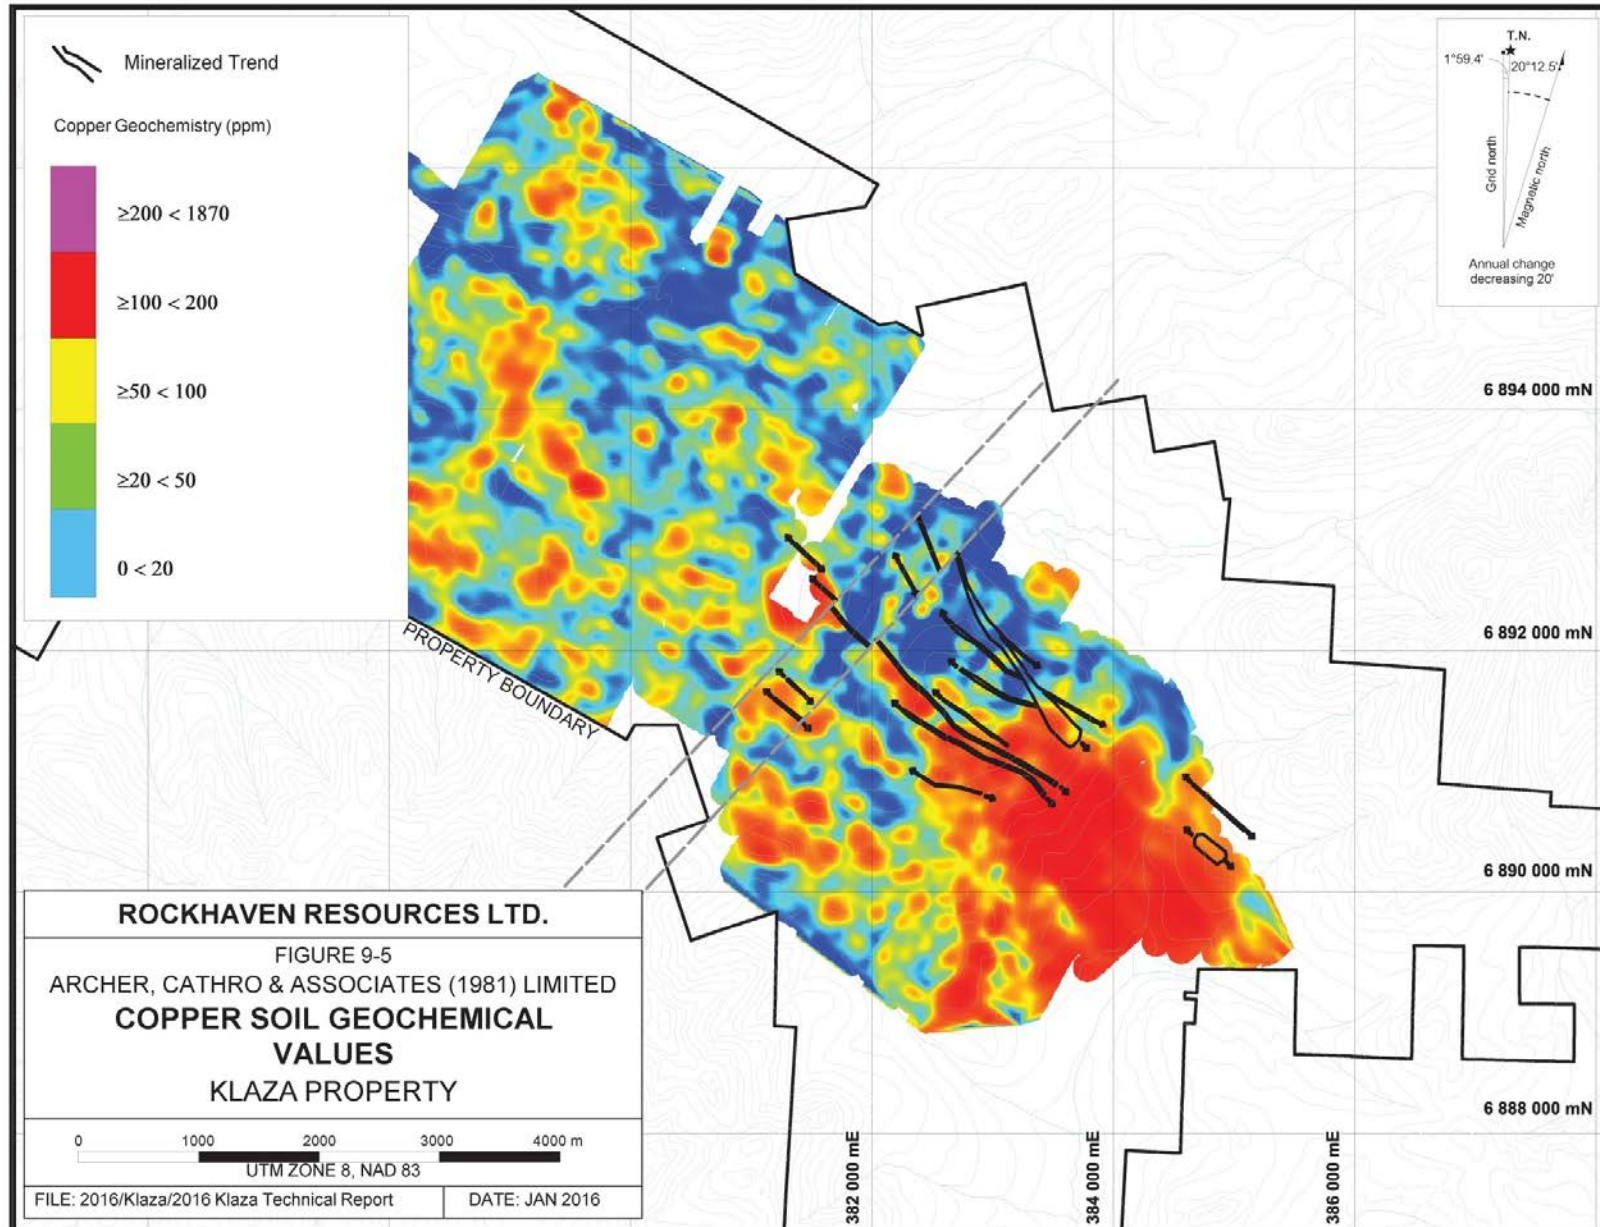 Mineralized Trend
Copper Geochemistry (ppm)
≥200 < 1870
≥100 < 200
≥50 < 100
≥20 < 50
0 < 20
T.N.
1°59.4'
20°12.5'
Grid north
Magnetic north
Annual change
decreasing 20'
6 894 000 mN
6 892 000 mN
6 890 000 mN
6 888 000 mN
PROPERTY BOUNDARY
382 000 mE
384 000 mE
386 000 mE
ROCKHAVEN RESOURCES LTD.
FIGURE 9-5
ARCHER, CATHRO & ASSOCIATES (1981) LIMITED
COPPER SOIL GEOCHEMICAL
VALUES
KLAZA PROPERTY
0 1000 2000 3000 4000 m
UTM ZONE 8, NAD 83
FILE: 2016/Klaza/2016 Klaza Technical Report
DATE: JAN 2016